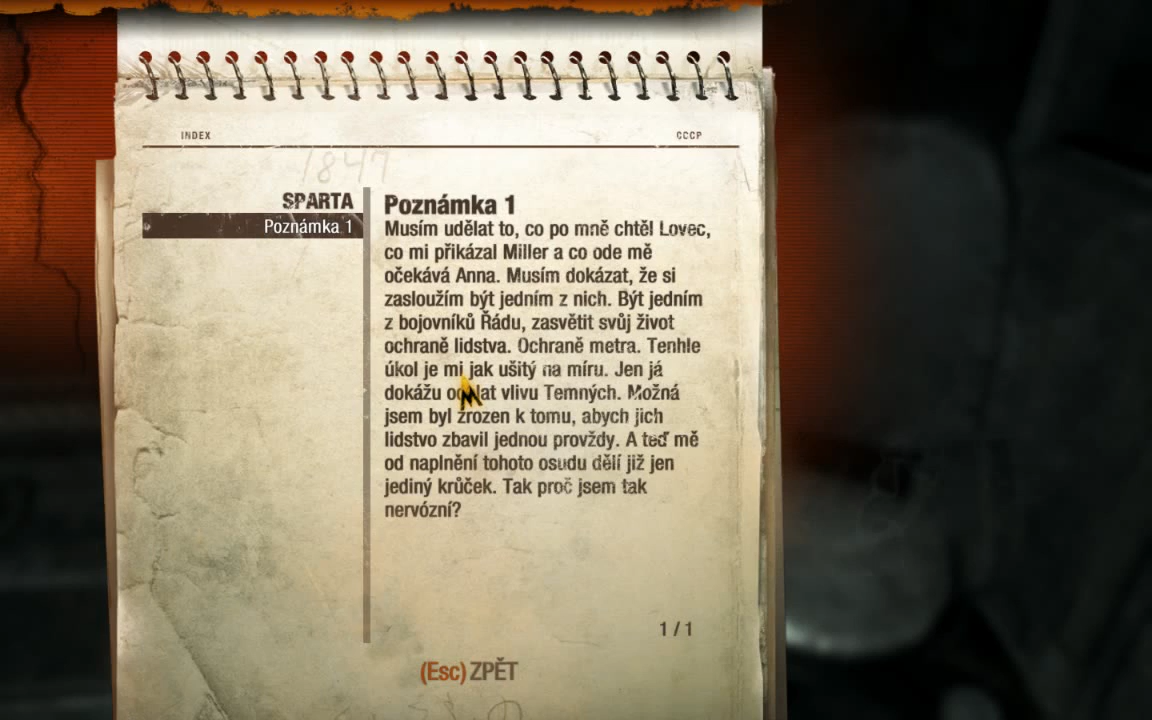 INDEX
CCCP
1847
SPARTA
Poznámka 1
Poznámka 1
Musím udělat to, co po mně chtěl Lovec,
co mi přikázal Miller a co ode mě
očekává Anna. Musím dokázat, že si
zasloužím být jedním z nich. Být jedním
z bojovníků Řádu, zasvětit svůj život
ochraně lidstva. Ochraně metra. Tenhle
úkol je mi jak ušitý na míru. Jen já
dokážu vlivu Temných. Možná
jsem byl zrozen k tomu, abych jich
lidstvo zbavil jednou provždy. A teď mě
od naplnění tohoto osudu dělí již jen
jediný krůček. Tak proč jsem tak
nervózní?
1 / 1
(Esc) ZPĚT